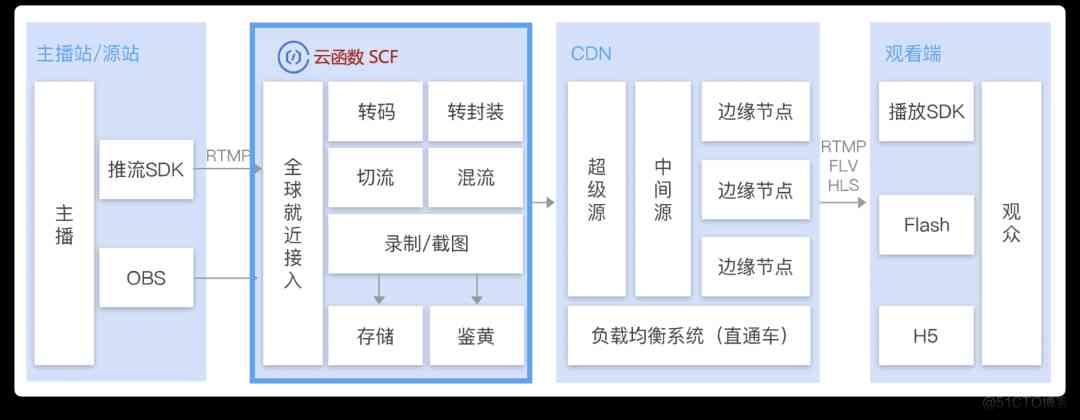 主播站/源站
主播
推流SDK
OBS
RTMP
云函数 SCF
全球就近接入
转码
转封装
切流
混流
录制/截图
存储
鉴黄
CDN
超级源
中间源
边缘节点
边缘节点
边缘节点
负载均衡系统（直通车）
RTMP
FLV
HLS
观看端
播放SDK
Flash
H5
观众
@51CTO博客